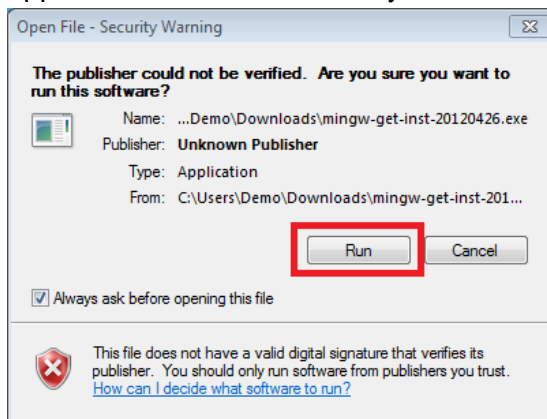 Open File - Security Warning
The publisher could not be verified. Are you sure you want to
run this software?
Name: ...Demo\Downloads\mingw-get-inst-20120426.exe
Publisher: Unknown Publisher
Type: Application
From: C:\Users\Demo\Downloads\mingw-get-inst-201...
Run Cancel
Always ask before opening this file
This file does not have a valid digital signature that verifies its
publisher. You should only run software from publishers you trust.
How can I decide what software to run?